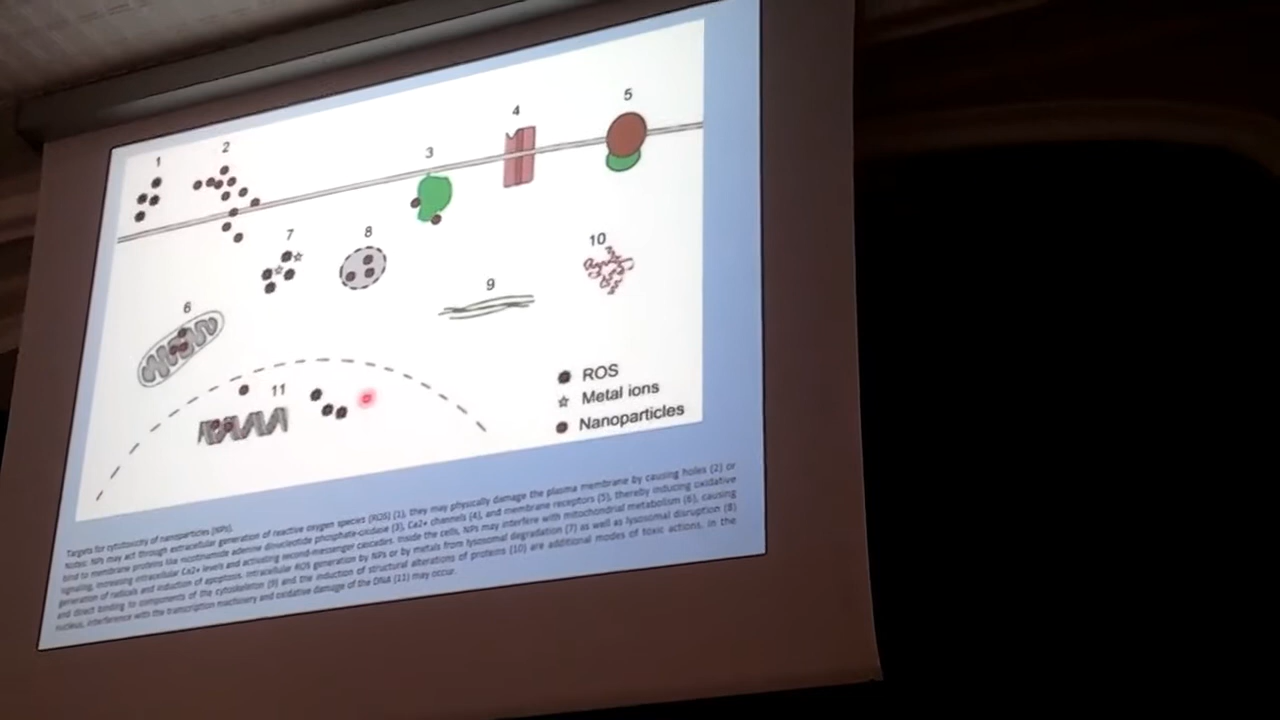 1
2
3
4
5
6
7
8
9
10
11
ROS
Metal ions
Nanoparticles
Targets for cytotoxicity of nanoparticles (NPs).
Notes: NPs may act through extracellular generation of reactive oxygen species (ROS) (1), they may physically damage the plasma membrane by causing holes (2) or
bind to membrane proteins like nicotinamide adenine dinucleotide phosphate-oxidase (3), Ca2+ channels (4), and membrane receptors (5), thereby inducing oxidative
signaling, increasing intracellular Ca2+ levels and activating second-messenger cascades. Inside the cells, NPs may interfere with mitochondrial metabolism (6), causing
generation of radicals and induction of apoptosis. Intracellular ROS generation by NPs or by metals from lysosomal degradation (7) as well as lysosomal disruption (8)
and direct binding to components of the cytoskeleton (9) and the induction of structural alterations of proteins (10) are additional modes of toxic actions. In the
nucleus, interference with the transcription machinery and oxidative damage of the DNA (11) may occur.